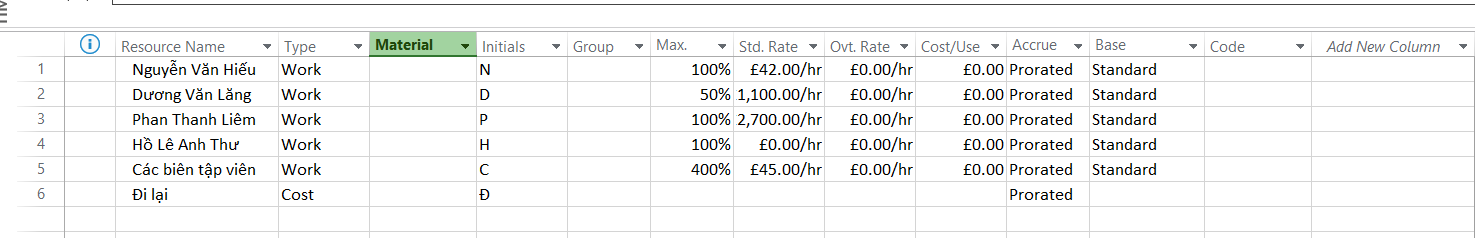 Resource Name Type Material Initials Group Max. Std. Rate Ovt. Rate Cost/Use Accrue Base Code Add New Column
1 Nguyễn Văn Hiếu Work N 100% £42.00/hr £0.00/hr £0.00 Prorated Standard
2 Dương Văn Lăng Work D 50% 1,100.00/hr £0.00/hr £0.00 Prorated Standard
3 Phan Thanh Liêm Work P 100% 2,700.00/hr £0.00/hr £0.00 Prorated Standard
4 Hồ Lê Anh Thư Work H 100% £0.00/hr £0.00/hr £0.00 Prorated Standard
5 Các biên tập viên Work C 400% £45.00/hr £0.00/hr £0.00 Prorated Standard
6 Đi lại Cost Đ Prorated